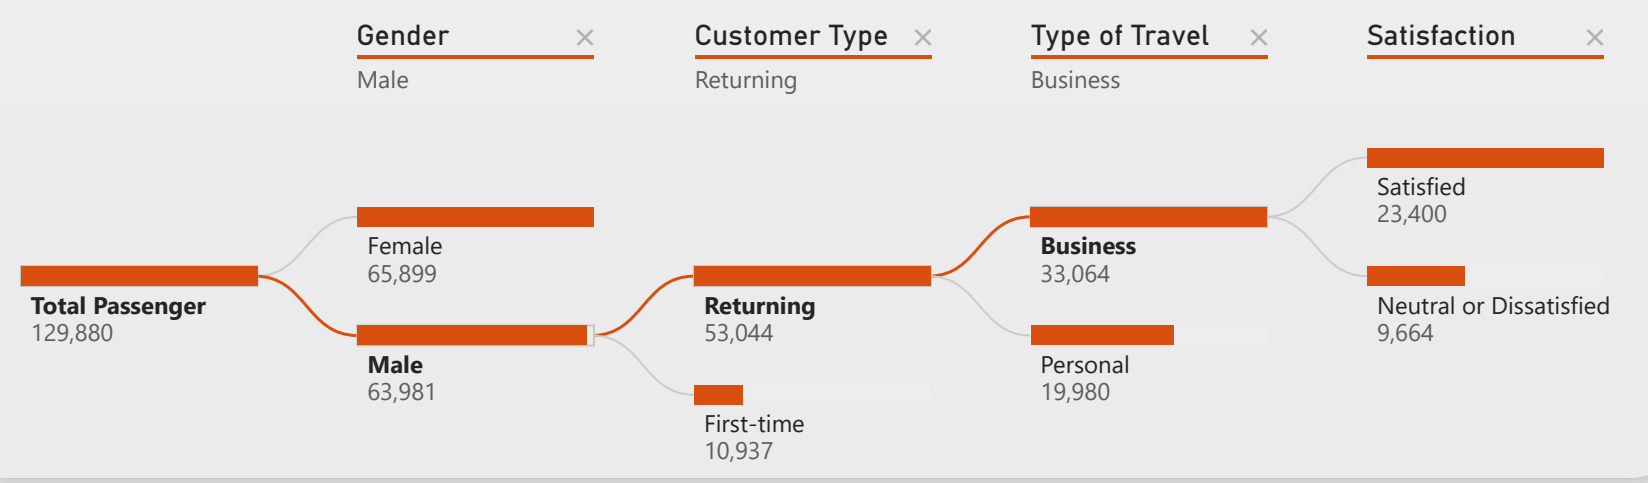 Gender
Customer Type
Type of Travel
Satisfaction
Male
Returning
Business
Total Passenger
129,880
Female
65,899
Male
63,981
Returning
53,044
First-time
10,937
Business
33,064
Personal
19,980
Satisfied
23,400
Neutral or Dissatisfied
9,664